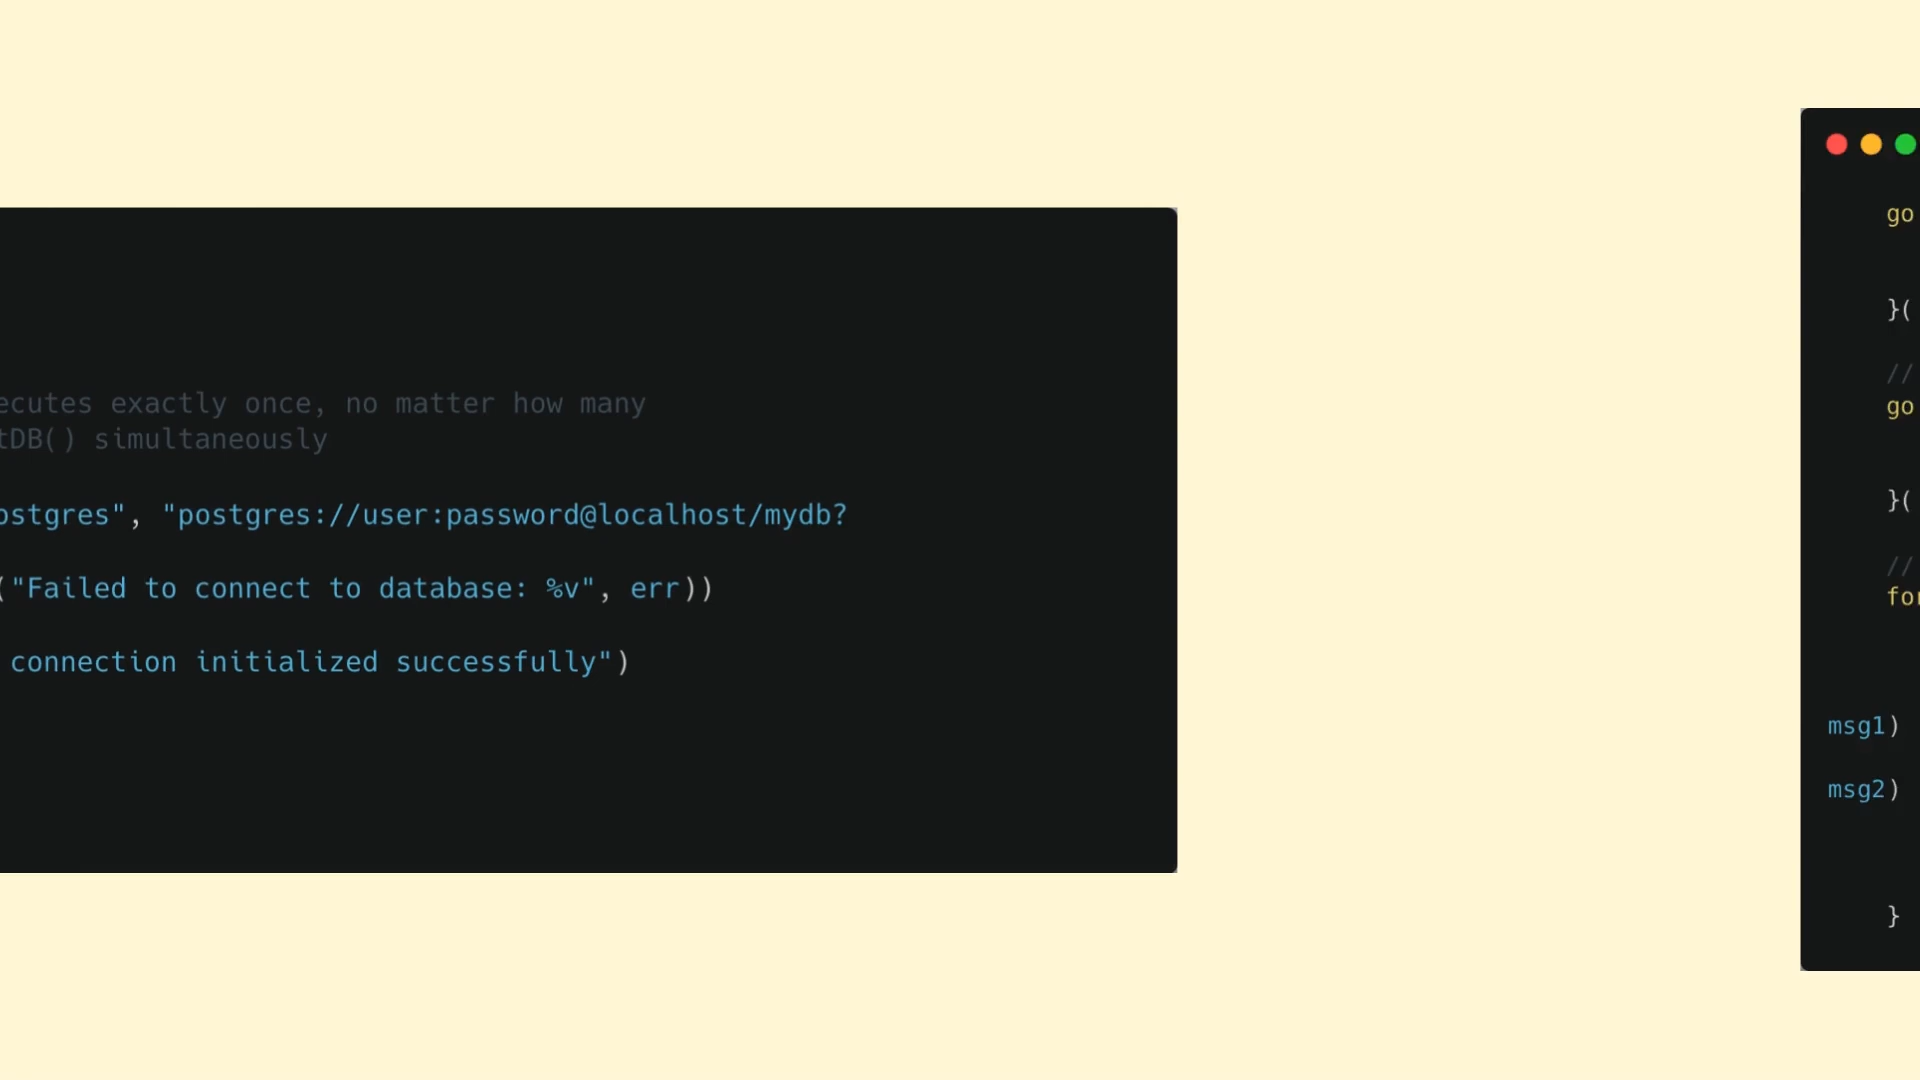 ecutes exactly once, no matter how many
tDB() simultaneously
ostgres", "postgres://user:password@localhost/mydb?
("Failed to connect to database: %v", err))
connection initialized successfully")
go
}(
//
go
}(
//
for
msg1)
msg2)
}